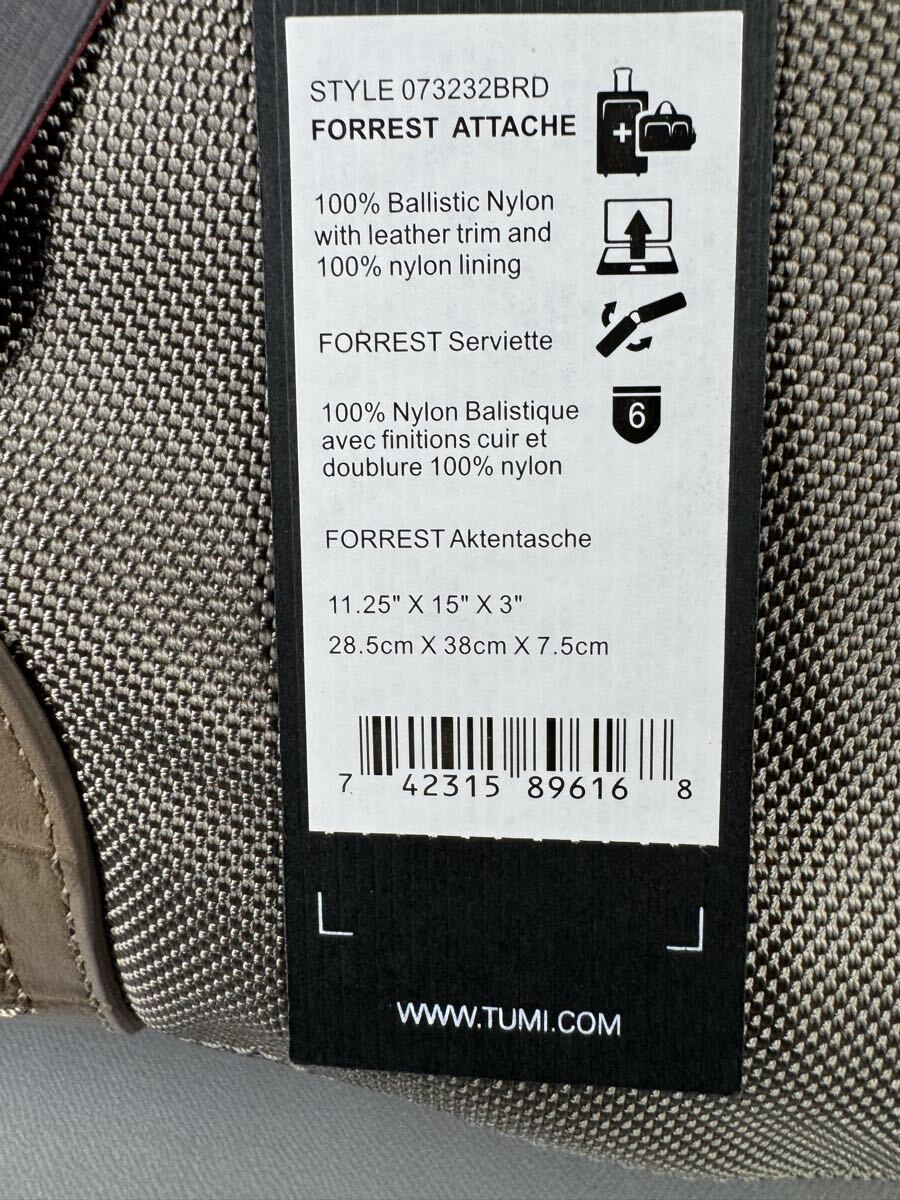 STYLE 073232BRD
FORREST ATTACHE
100% Ballistic Nylon
with leather trim and
100% nylon lining
FORREST Serviette
6
100% Nylon Balistique
avec finitions cuir et
doublure 100% nylon
FORREST Aktentasche
11.25" X 15" X 3"
28.5cm X 38cm X 7.5cm
7 42315 89616 8
WWW.TUMI.COM